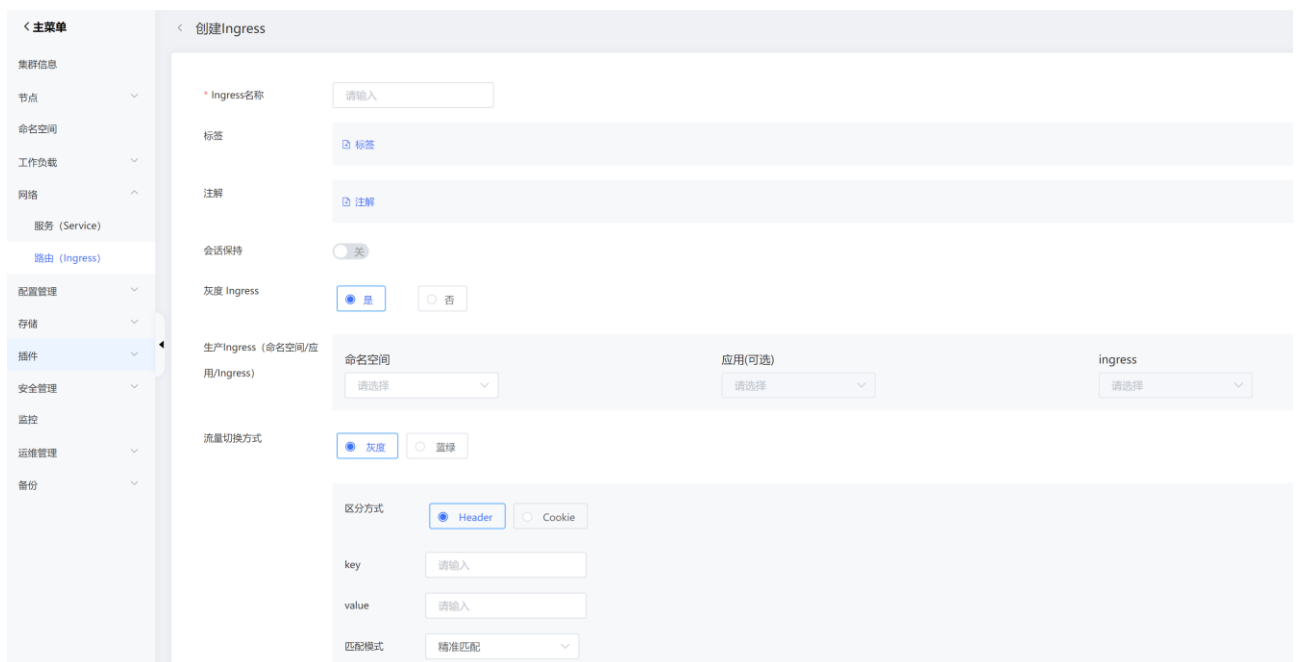 主菜单
集群信息
节点
命名空间
工作负载
网络
服务（Service）
路由（Ingress）
配置管理
存储
插件
安全管理
监控
运维管理
备份
创建Ingress
* Ingress名称 请输入
标签 标签
注解 注解
会话保持 关
灰度 Ingress 是 否
生产Ingress（命名空间/应
用/Ingress）
命名空间 应用(可选) ingress
请选择 请选择 请选择
流量切换方式 灰度 蓝绿
区分方式 Header Cookie
key 请输入
value 请输入
匹配模式 精准匹配